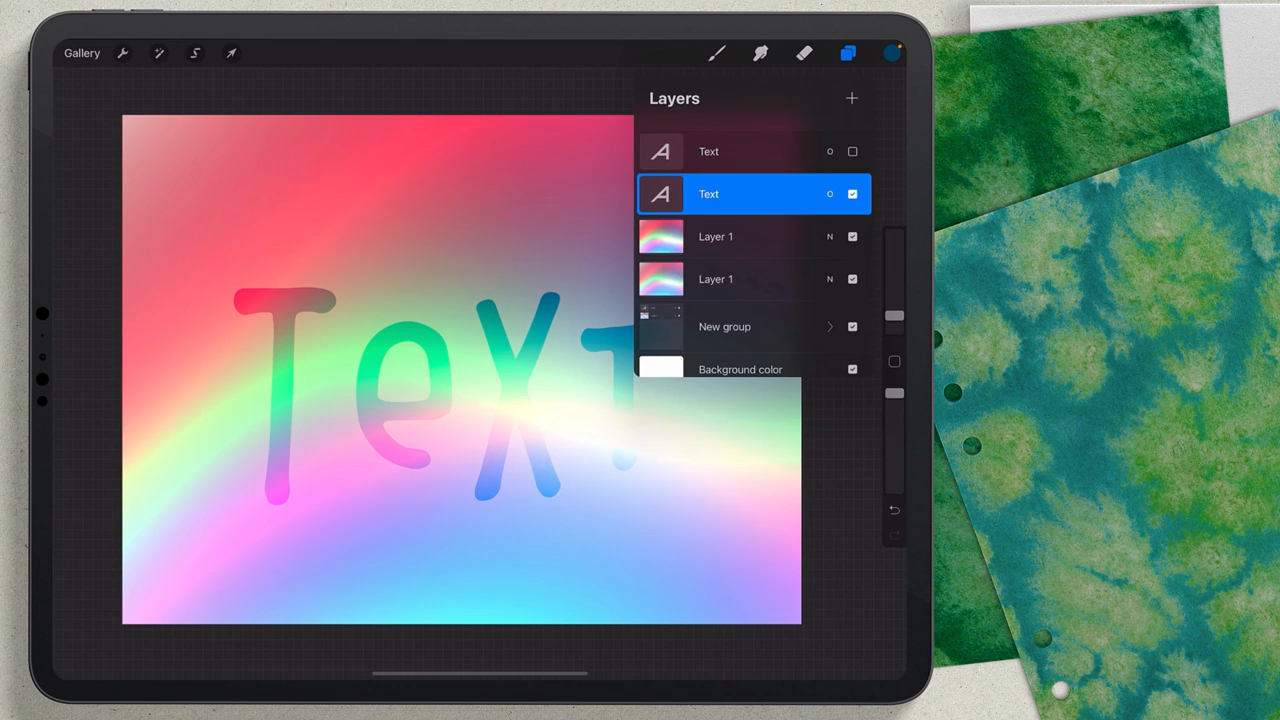 Gallery
Layers
Text O
Text O
Layer 1 N
Layer 1 N
New group
Background color
Text